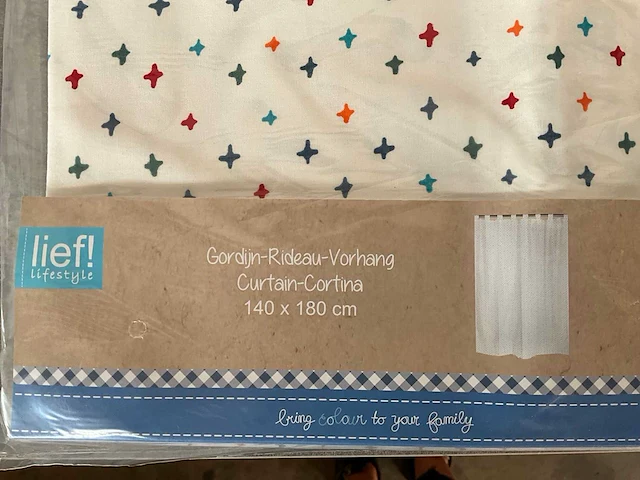 lief!
lifestyle
Gordijn-Rideau-Vorhang
Curtain-Cortina
140 x 180 cm
bring colour to your family